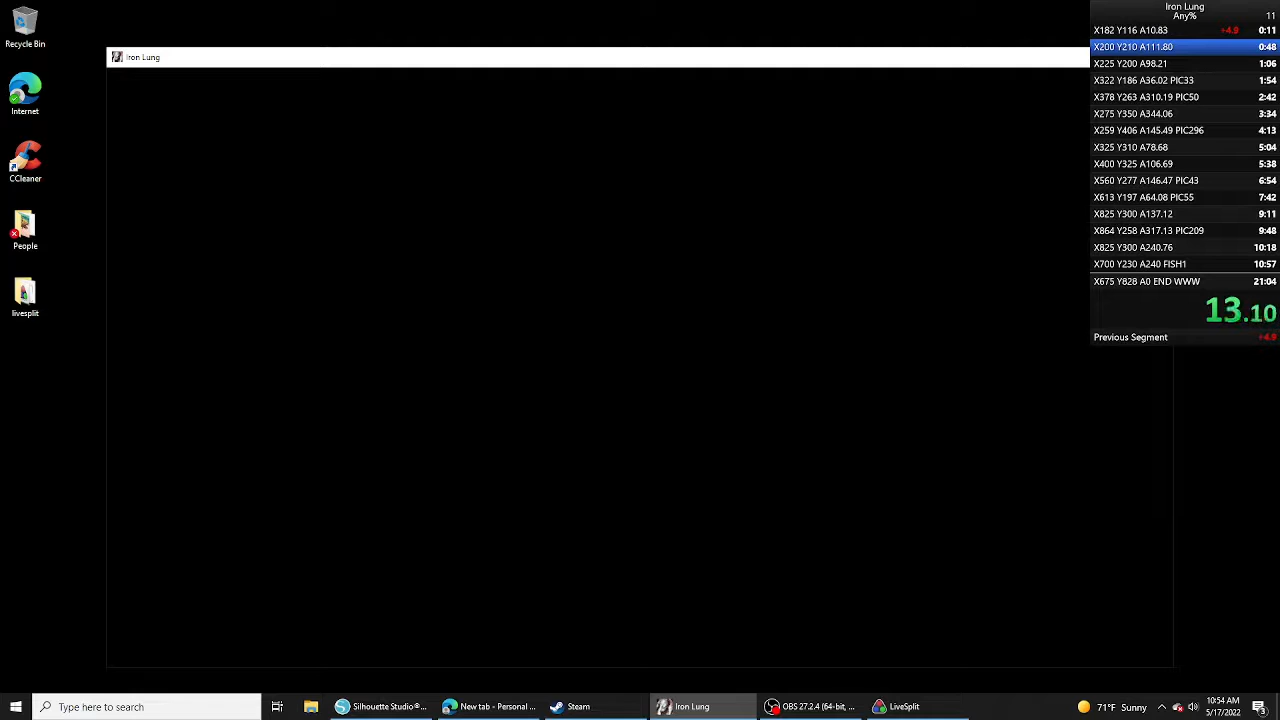 Recycle Bin
Internet
CCleaner
People
livesplit
Iron Lung
Iron Lung
Any%
11
X182 Y116 A10.83 +4.9 0:11
X200 Y210 A111.80 0:48
X225 Y200 A98.21 1:06
X322 Y186 A36.02 PIC33 1:54
X378 Y263 A310.19 PIC50 2:42
X275 Y350 A344.06 3:34
X259 Y406 A145.49 PIC296 4:13
X325 Y310 A78.68 5:04
X400 Y325 A106.69 5:38
X560 Y277 A146.47 PIC43 6:54
X613 Y197 A64.08 PIC55 7:42
X825 Y300 A137.12 9:11
X864 Y258 A317.13 PIC209 9:48
X825 Y300 A240.76 10:18
X700 Y230 A240 FISH1 10:57
X675 Y828 A0 END WWW 21:04
13.10
Previous Segment +4.9
Type here to search
Silhouette Studio®...
New tab - Personal ...
Steam
Iron Lung
OBS 27.2.4 (64-bit, ...
LiveSplit
71°F Sunny
10:54 AM
5/17/2022